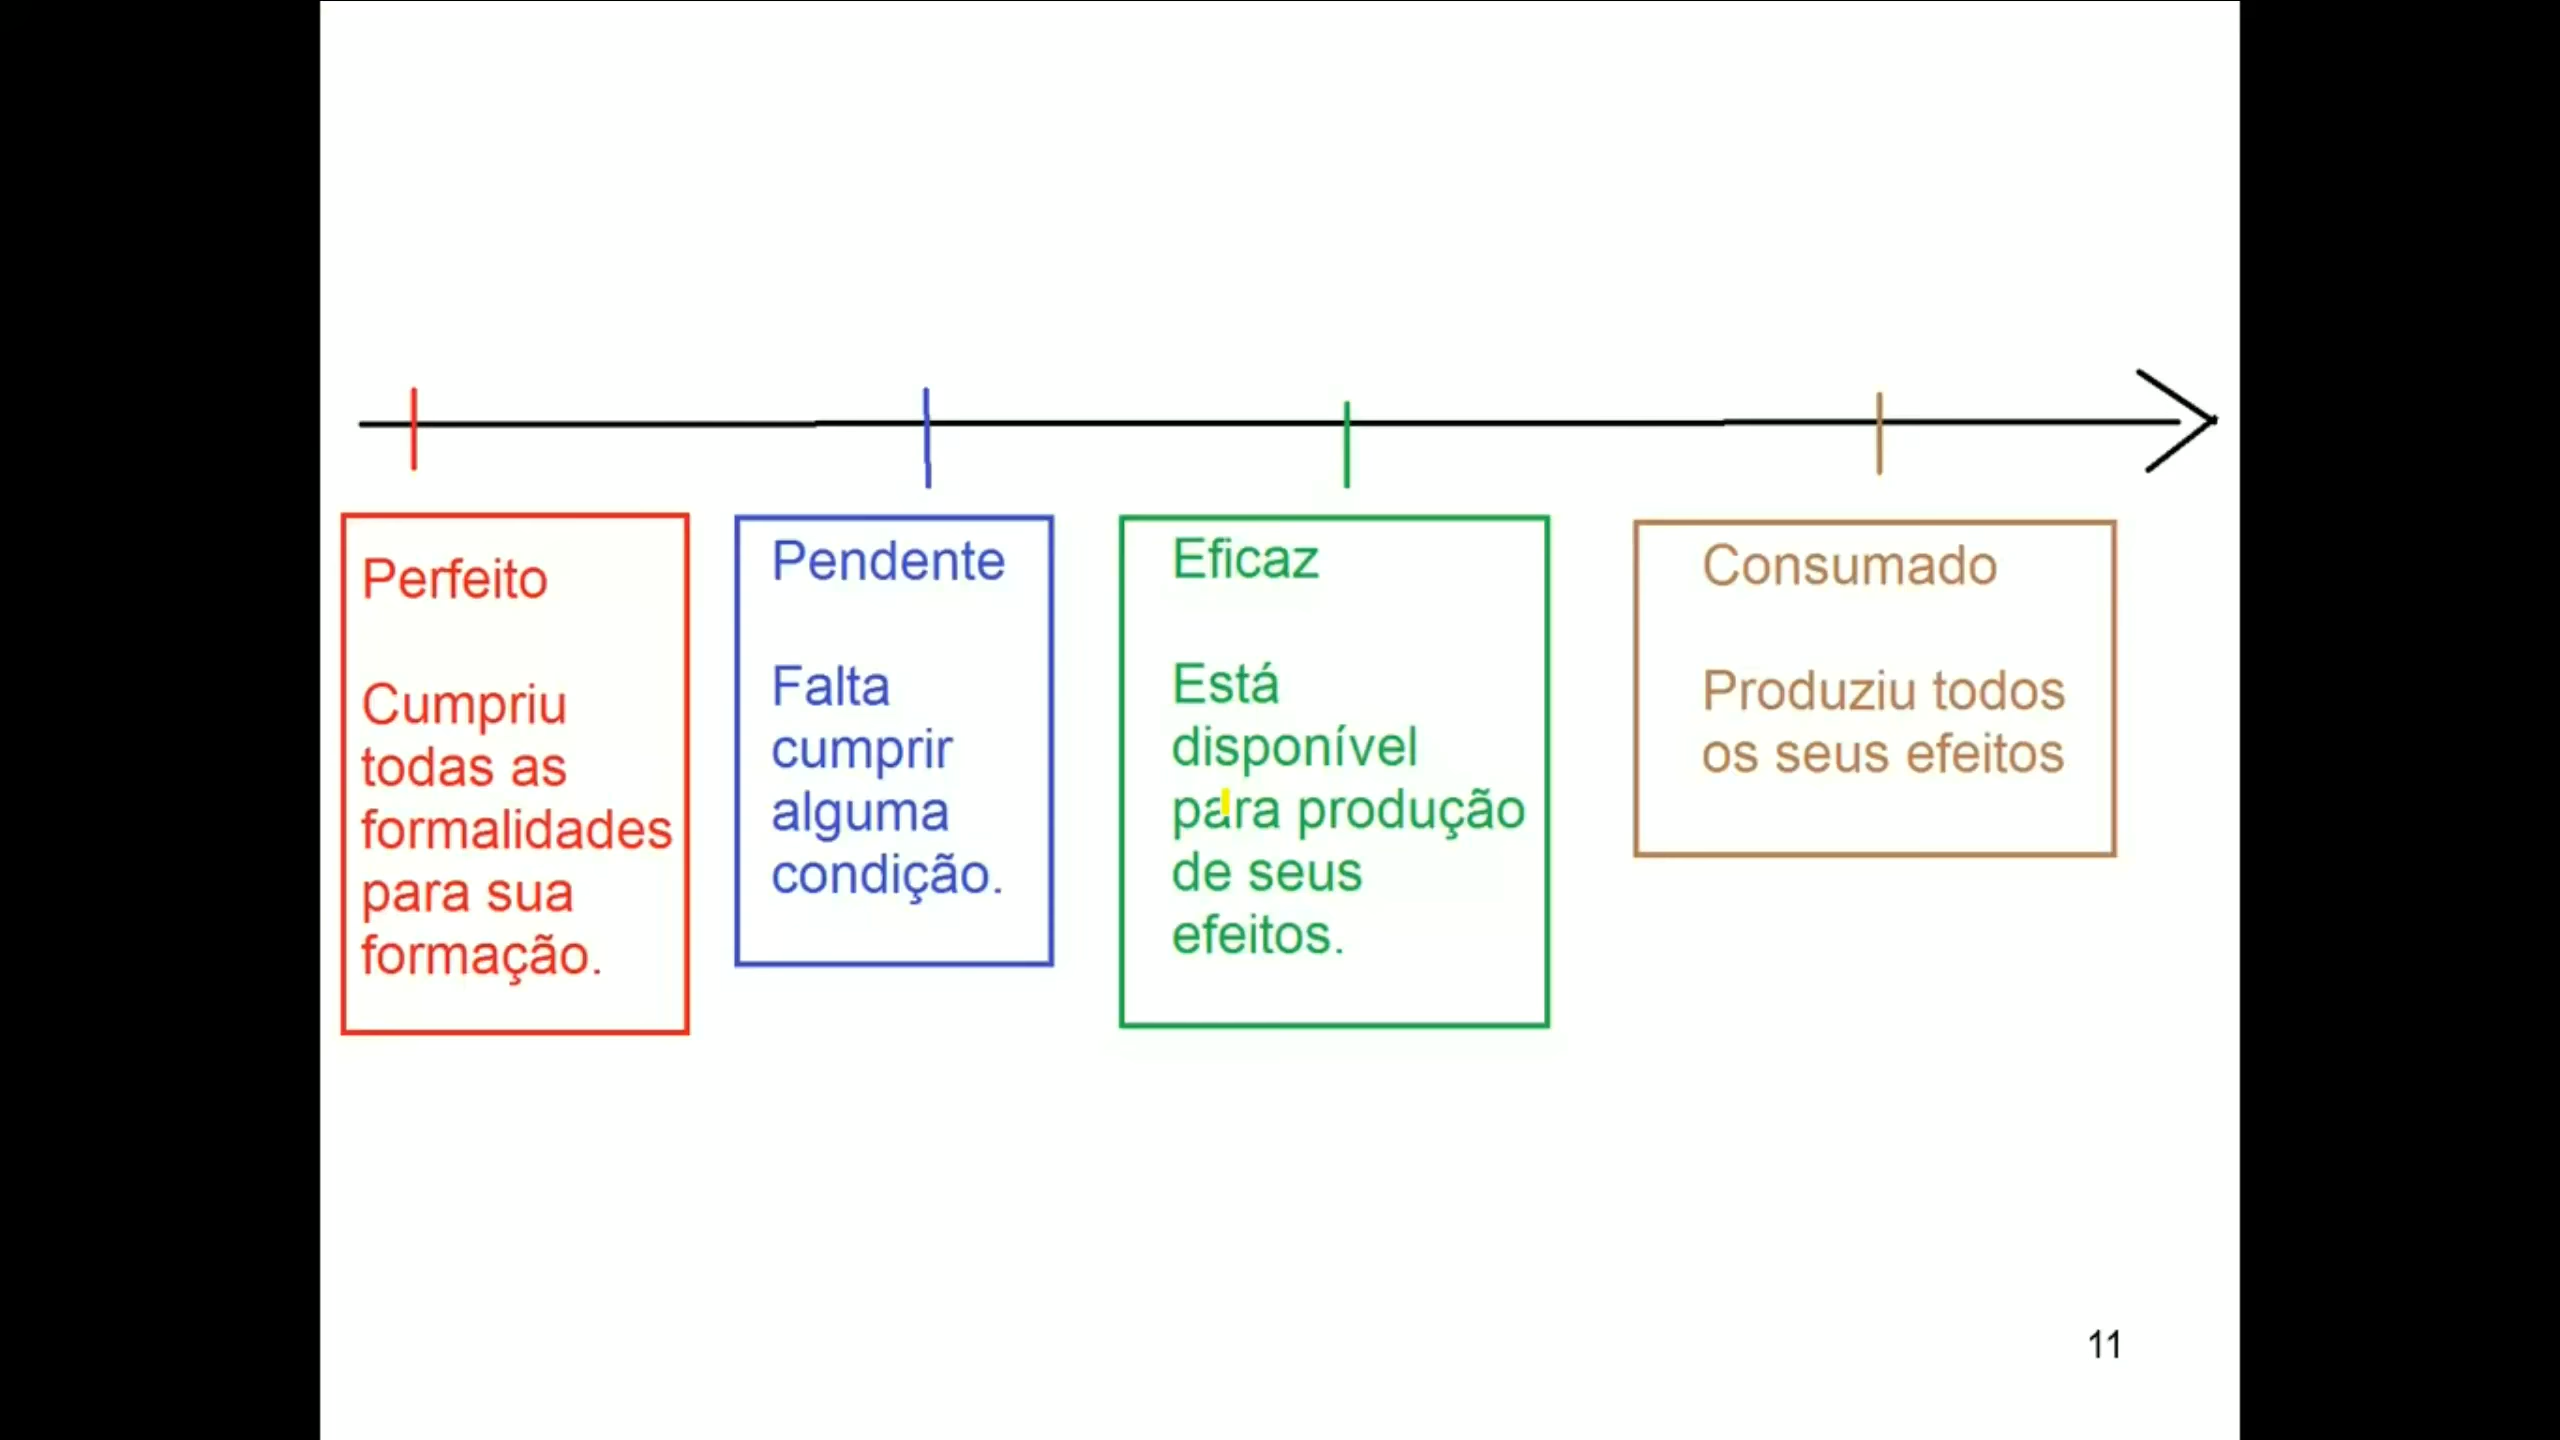 Perfeito
Cumpriu
todas as
formalidades
para sua
formação.
Pendente
Falta
cumprir
alguma
condição.
Eficaz
Está
disponível
para produção
de seus
efeitos.
Consumado
Produziu todos
os seus efeitos
11